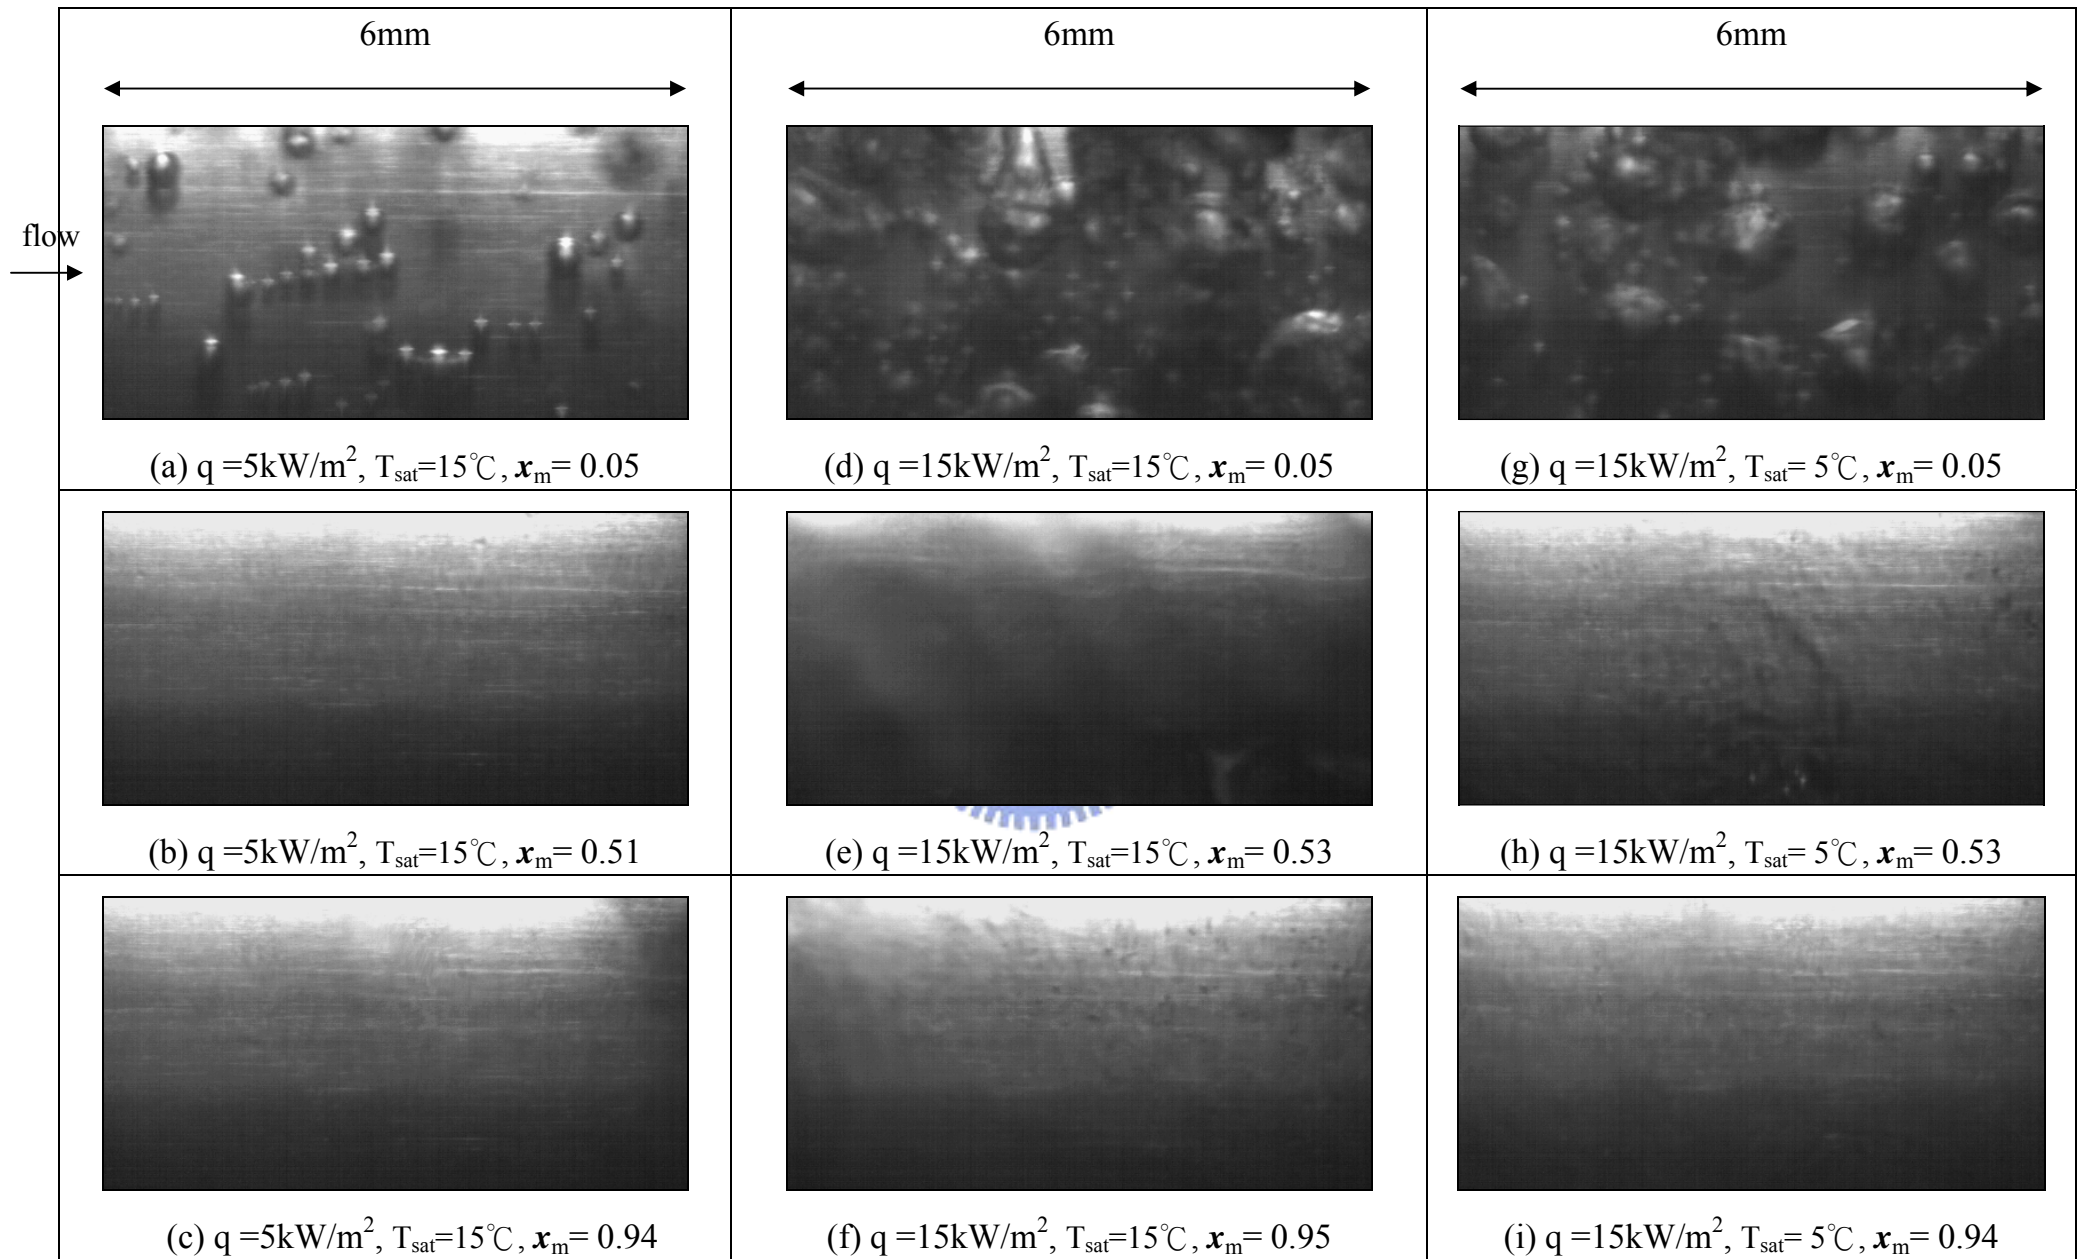 6mm 6mm 6mm
flow
(a) q =5kW/m², Tsat=15℃, xm= 0.05
(d) q =15kW/m², Tsat=15℃, xm= 0.05
(g) q =15kW/m², Tsat= 5℃, xm= 0.05
(b) q =5kW/m², Tsat=15℃, xm= 0.51
(e) q =15kW/m², Tsat=15℃, xm= 0.53
(h) q =15kW/m², Tsat= 5℃, xm= 0.53
(c) q =5kW/m², Tsat=15℃, xm= 0.94
(f) q =15kW/m², Tsat=15℃, xm= 0.95
(i) q =15kW/m², Tsat= 5℃, xm= 0.94